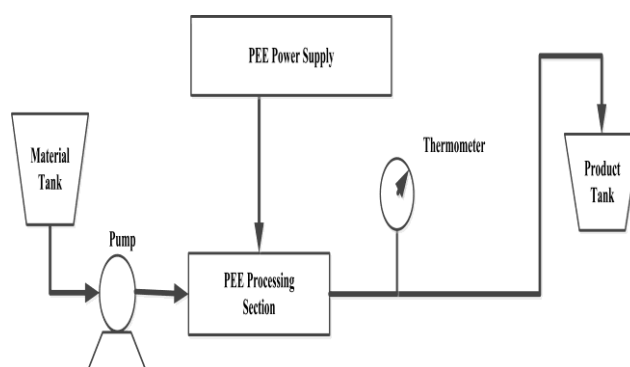 PEE Power Supply
Material
Tank
Pump
PEE Processing
Section
Thermometer
Product
Tank